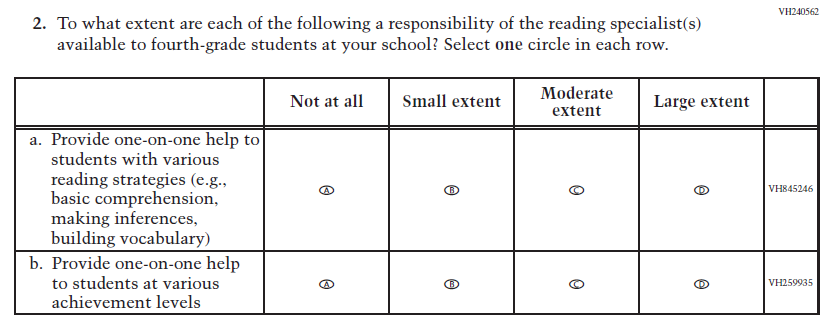 VH240562
2. To what extent are each of the following a responsibility of the reading specialist(s)
available to fourth-grade students at your school? Select one circle in each row.
Not at all Small extent Moderate extent Large extent
a. Provide one-on-one help to
students with various
reading strategies (e.g.,
basic comprehension,
making inferences,
building vocabulary)
A B C D VH845246
b. Provide one-on-one help
to students at various
achievement levels
A B C D VH259935